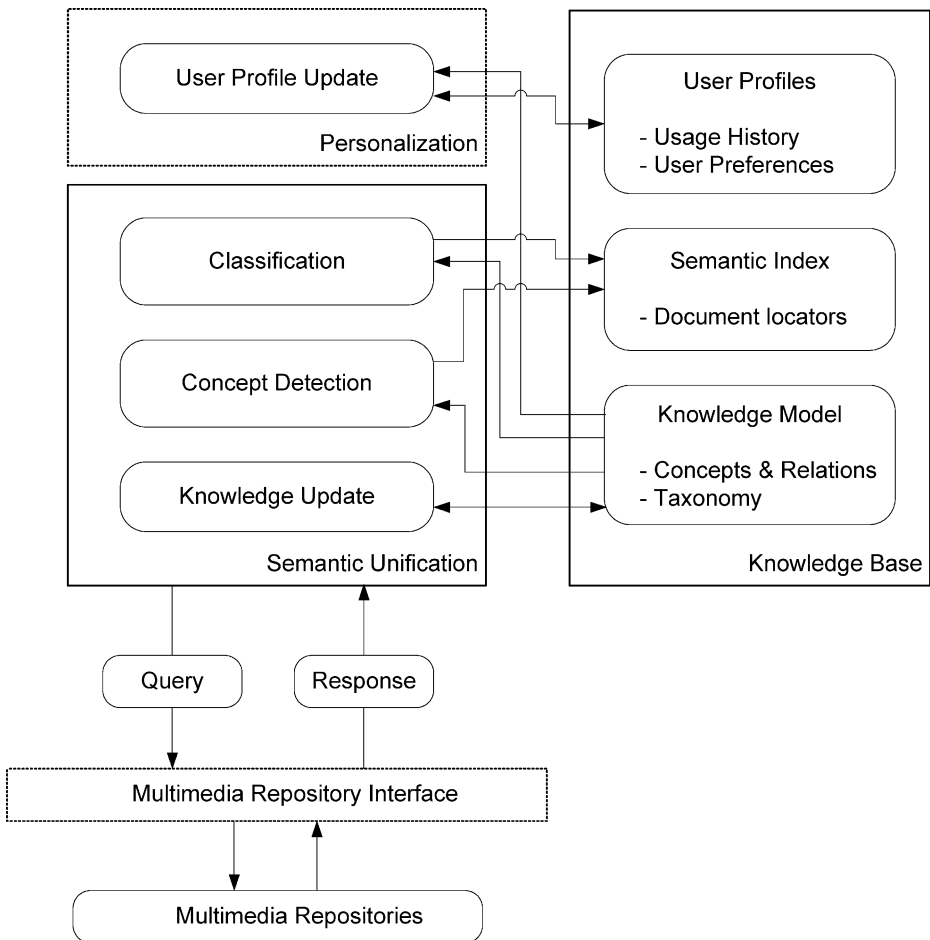 User Profile Update
Personalization
Classification
Concept Detection
Knowledge Update
Semantic Unification
User Profiles
- Usage History
- User Preferences
Semantic Index
- Document locators
Knowledge Model
- Concepts & Relations
- Taxonomy
Knowledge Base
Query
Response
Multimedia Repository Interface
Multimedia Repositories